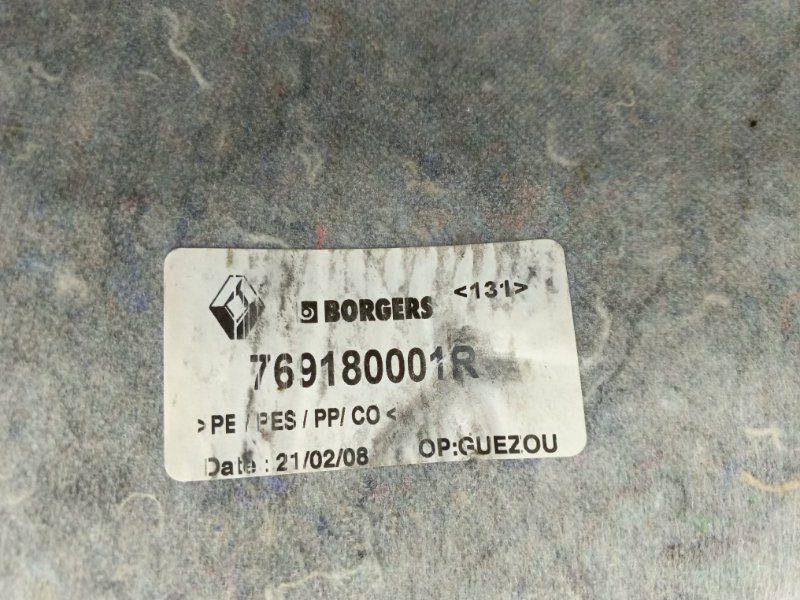 BORGERS <131>
769180001R
>PE / PES / PP/ CO<
Date : 21/02/08 OP:GUEZOU